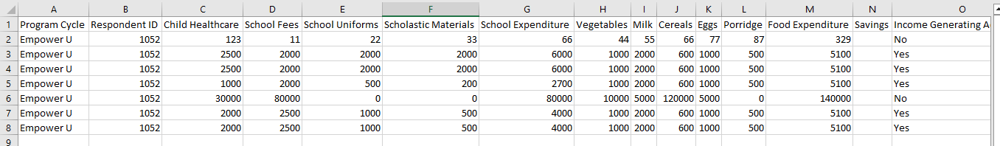 A B C D E F G H I J K L M N O
1 Program Cycle Respondent ID Child Healthcare School Fees School Uniforms Scholastic Materials School Expenditure Vegetables Milk Cereals Eggs Porridge Food Expenditure Savings Income Generating A
2 Empower U 1052 123 11 22 33 66 44 55 66 77 87 329 No
3 Empower U 1052 2500 2000 2000 2000 6000 1000 2000 600 1000 500 5100 Yes
4 Empower U 1052 2500 2000 2000 2000 6000 1000 2000 600 1000 500 5100 Yes
5 Empower U 1052 1000 2000 500 200 2700 1000 2000 600 1000 500 5100 Yes
6 Empower U 1052 30000 80000 0 0 80000 10000 5000 120000 5000 0 140000 No
7 Empower U 1052 2000 2500 1000 500 4000 1000 2000 600 1000 500 5100 Yes
8 Empower U 1052 2000 2500 1000 500 4000 1000 2000 600 1000 500 5100 Yes
9